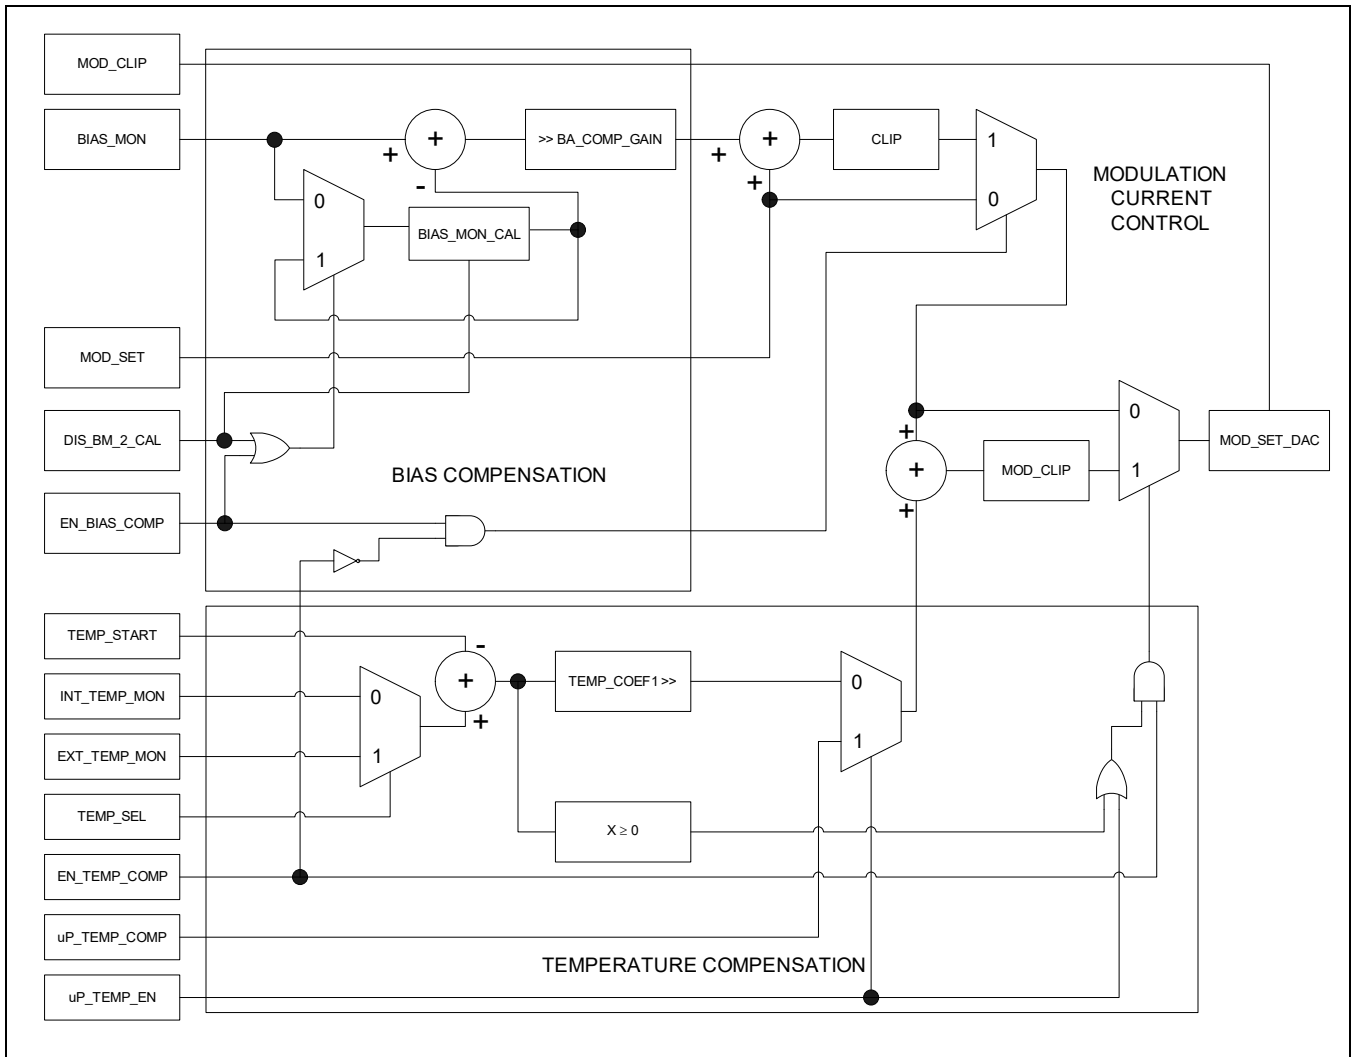 MOD_CLIP
BIAS_MON
+
+
-
>> BA_COMP_GAIN
+
+
+
CLIP
1
0
MODULATION
CURRENT
CONTROL
0
1
BIAS_MON_CAL
MOD_SET
DIS_BM_2_CAL
BIAS COMPENSATION
EN_BIAS_COMP
+
+
+
MOD_CLIP
0
1
MOD_SET_DAC
TEMP_START
-
+
+
INT_TEMP_MON
0
1
EXT_TEMP_MON
TEMP_COEF1 >>
0
1
TEMP_SEL
X ≥ 0
EN_TEMP_COMP
uP_TEMP_COMP
TEMPERATURE COMPENSATION
uP_TEMP_EN